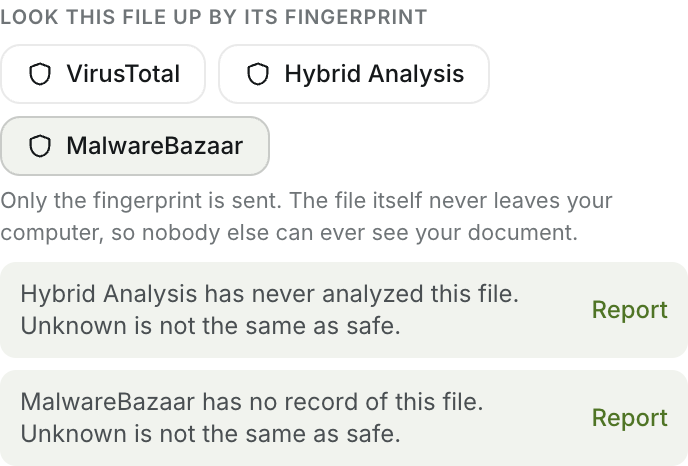 LOOK THIS FILE UP BY ITS FINGERPRINT
VirusTotal
Hybrid Analysis
MalwareBazaar
Only the fingerprint is sent. The file itself never leaves your
computer, so nobody else can ever see your document.
Hybrid Analysis has never analyzed this file.
Unknown is not the same as safe.
Report
MalwareBazaar has no record of this file.
Unknown is not the same as safe.
Report